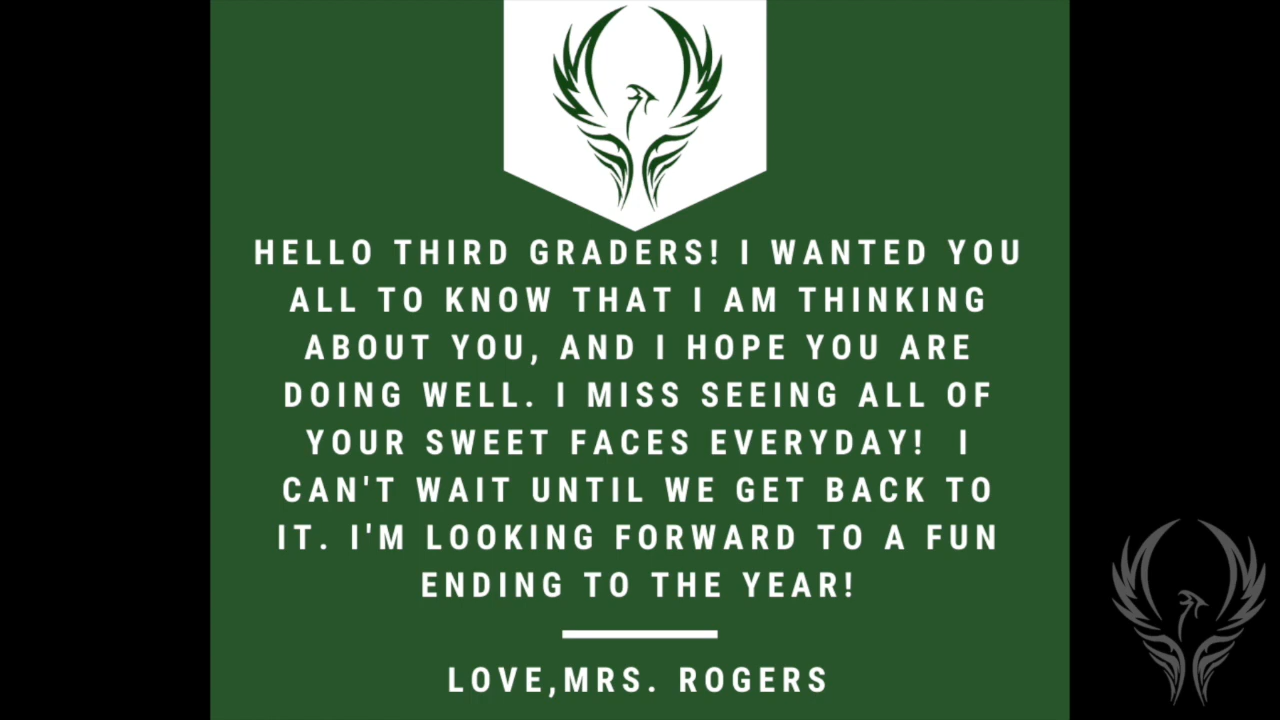 HELLO THIRD GRADERS! I WANTED YOU
ALL TO KNOW THAT I AM THINKING
ABOUT YOU, AND I HOPE YOU ARE
DOING WELL. I MISS SEEING ALL OF
YOUR SWEET FACES EVERYDAY!  I
CAN'T WAIT UNTIL WE GET BACK TO
IT. I'M LOOKING FORWARD TO A FUN
ENDING TO THE YEAR!
LOVE,MRS. ROGERS